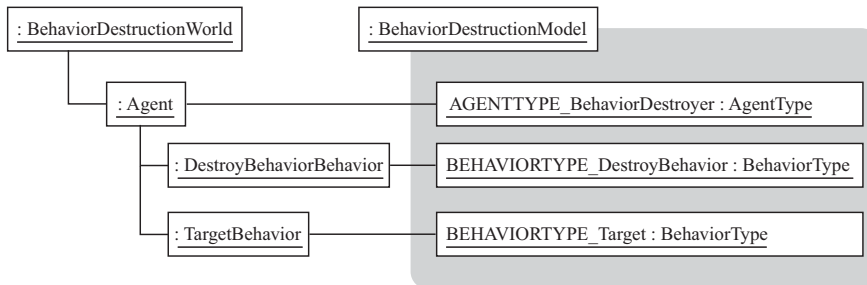 : BehaviorDestructionWorld
: BehaviorDestructionModel
: Agent
AGENTTYPE_BehaviorDestroyer : AgentType
: DestroyBehaviorBehavior
BEHAVIORTYPE_DestroyBehavior : BehaviorType
: TargetBehavior
BEHAVIORTYPE_Target : BehaviorType